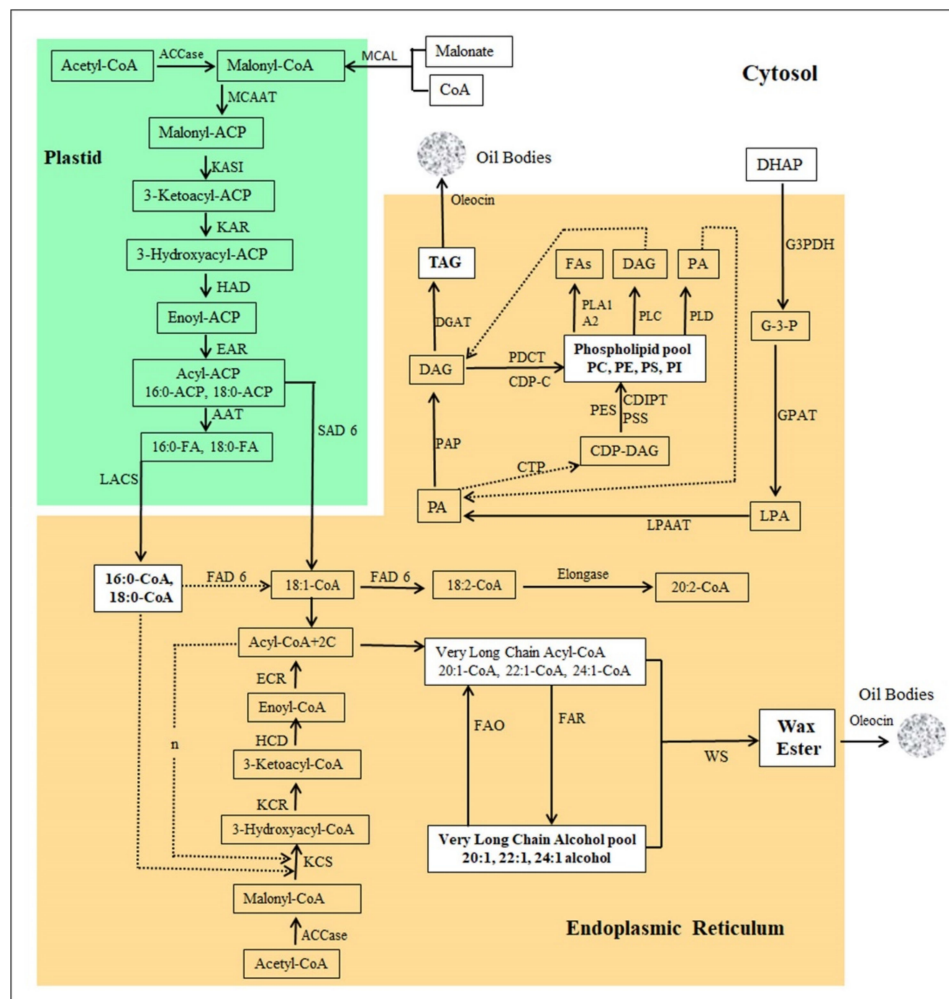 Acetyl-CoA
ACCase
Malonyl-CoA
MCAL
Malonate
CoA
Cytosol
MCAAT
Malonyl-ACP
Plastid
KASI
3-Ketoacyl-ACP
KAR
3-Hydroxyacyl-ACP
HAD
Enoyl-ACP
EAR
Acyl-ACP
16:0-ACP, 18:0-ACP
AAT
16:0-FA, 18:0-FA
LACS
SAD 6
Oil Bodies
Oleocin
TAG
DGAT
DAG
PAP
PA
FAs
DAG
PA
PLA1
A2
PLC
PLD
PDCT
CDP-C
Phospholipid pool
PC, PE, PS, PI
PES
CDIPT
PSS
CDP-DAG
CTP
DHAP
G3PDH
G-3-P
GPAT
LPA
LPAAT
16:0-CoA,
18:0-CoA
FAD 6
18:1-CoA
FAD 6
18:2-CoA
Elongase
20:2-CoA
Acyl-CoA+2C
ECR
Enoyl-CoA
n
HCD
3-Ketoacyl-CoA
KCR
3-Hydroxyacyl-CoA
KCS
Malonyl-CoA
ACCase
Acetyl-CoA
Very Long Chain Acyl-CoA
20:1-CoA, 22:1-CoA, 24:1-CoA
FAO
FAR
Very Long Chain Alcohol pool
20:1, 22:1, 24:1 alcohol
WS
Wax
Ester
Oil Bodies
Oleocin
Endoplasmic Reticulum